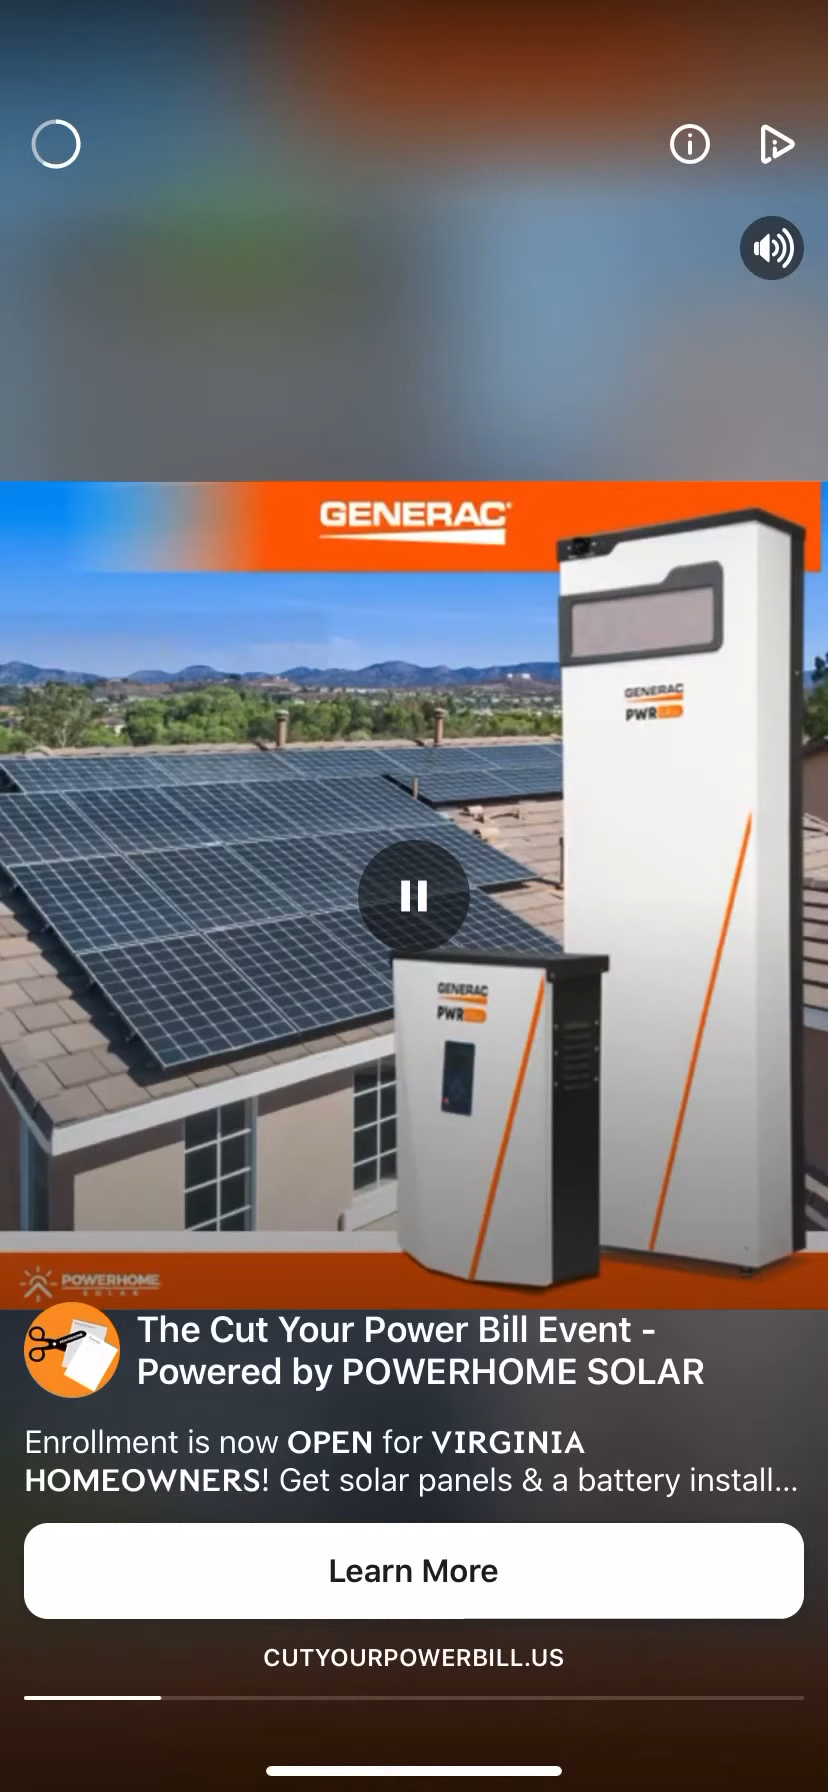 GENERAC
GENERAC
PWR
GENERAC
PWR
POWERHOME
SOLAR
The Cut Your Power Bill Event -
Powered by POWERHOME SOLAR
Enrollment is now OPEN for VIRGINIA
HOMEOWNERS! Get solar panels & a battery install...
Learn More
CUTYOURPOWERBILL.US